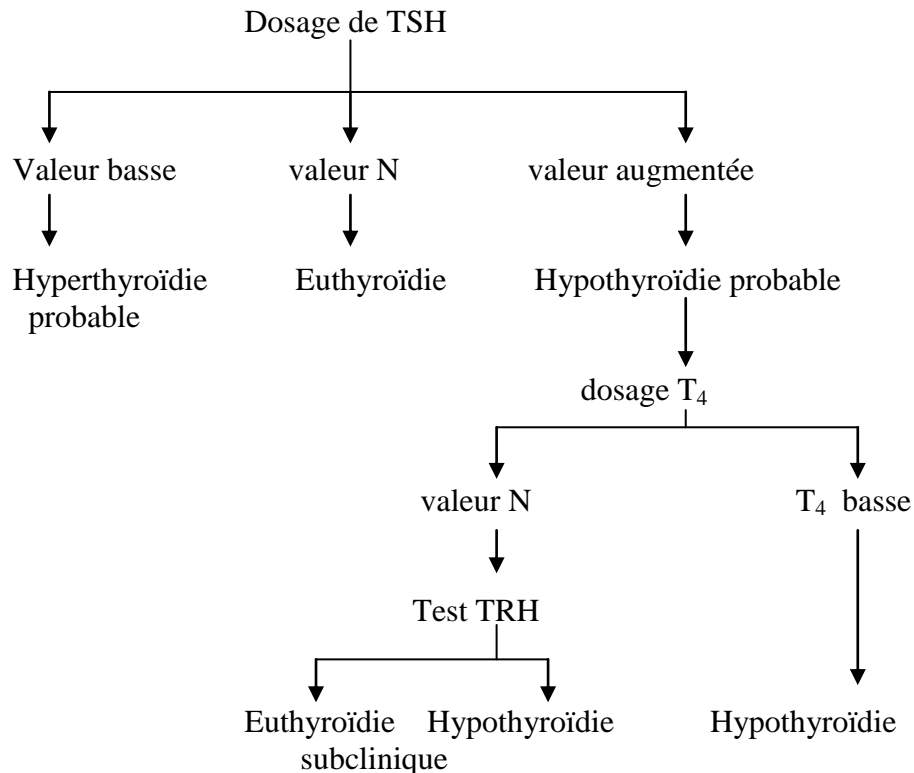 Dosage de TSH
Valeur basse valeur N valeur augmentée
Hyperthyroïdie Euthyroïdie Hypothyroïdie probable
probable
dosage T₄
valeur N T₄ basse
Test TRH
Euthyroïdie Hypothyroïdie Hypothyroïdie
subclinique